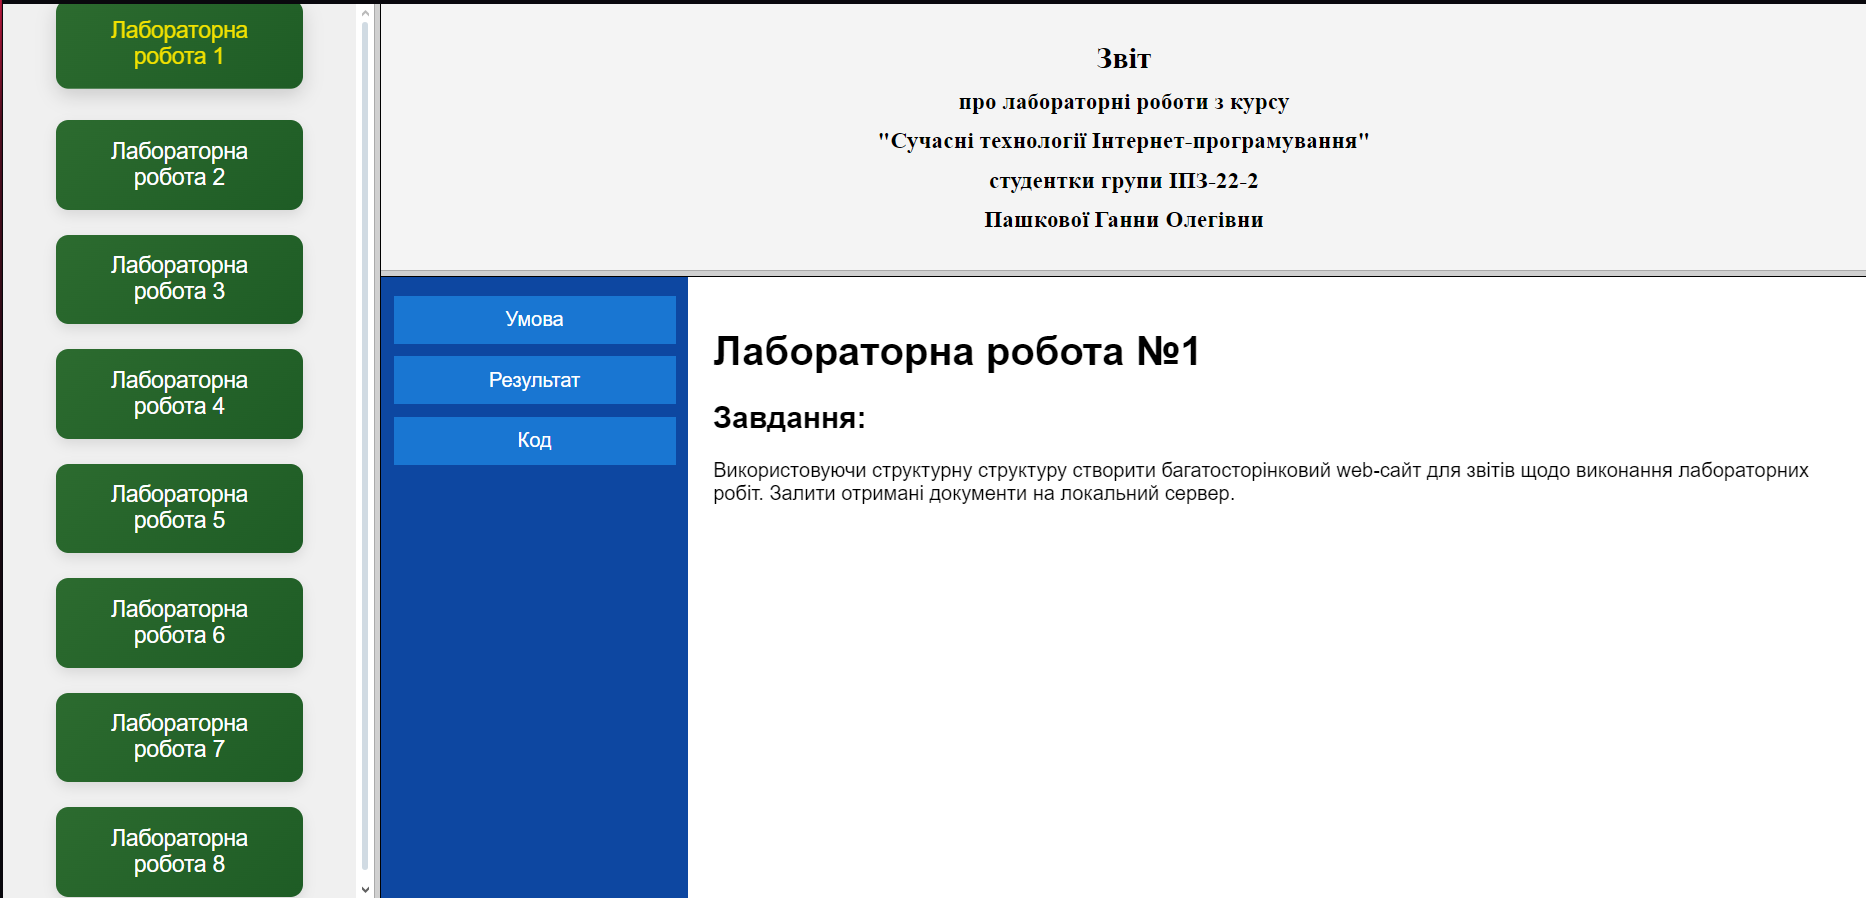 Лабораторна
робота 1
Лабораторна
робота 2
Лабораторна
робота 3
Лабораторна
робота 4
Лабораторна
робота 5
Лабораторна
робота 6
Лабораторна
робота 7
Лабораторна
робота 8
Звіт
про лабораторні роботи з курсу
"Сучасні технології Інтернет-програмування"
студентки групи ІПЗ-22-2
Пашкової Ганни Олегівни
Умова
Результат
Код
Лабораторна робота №1
Завдання:
Використовуючи структурну структуру створити багатосторінковий web-сайт для звітів щодо виконання лабораторних
робіт. Залити отримані документи на локальний сервер.